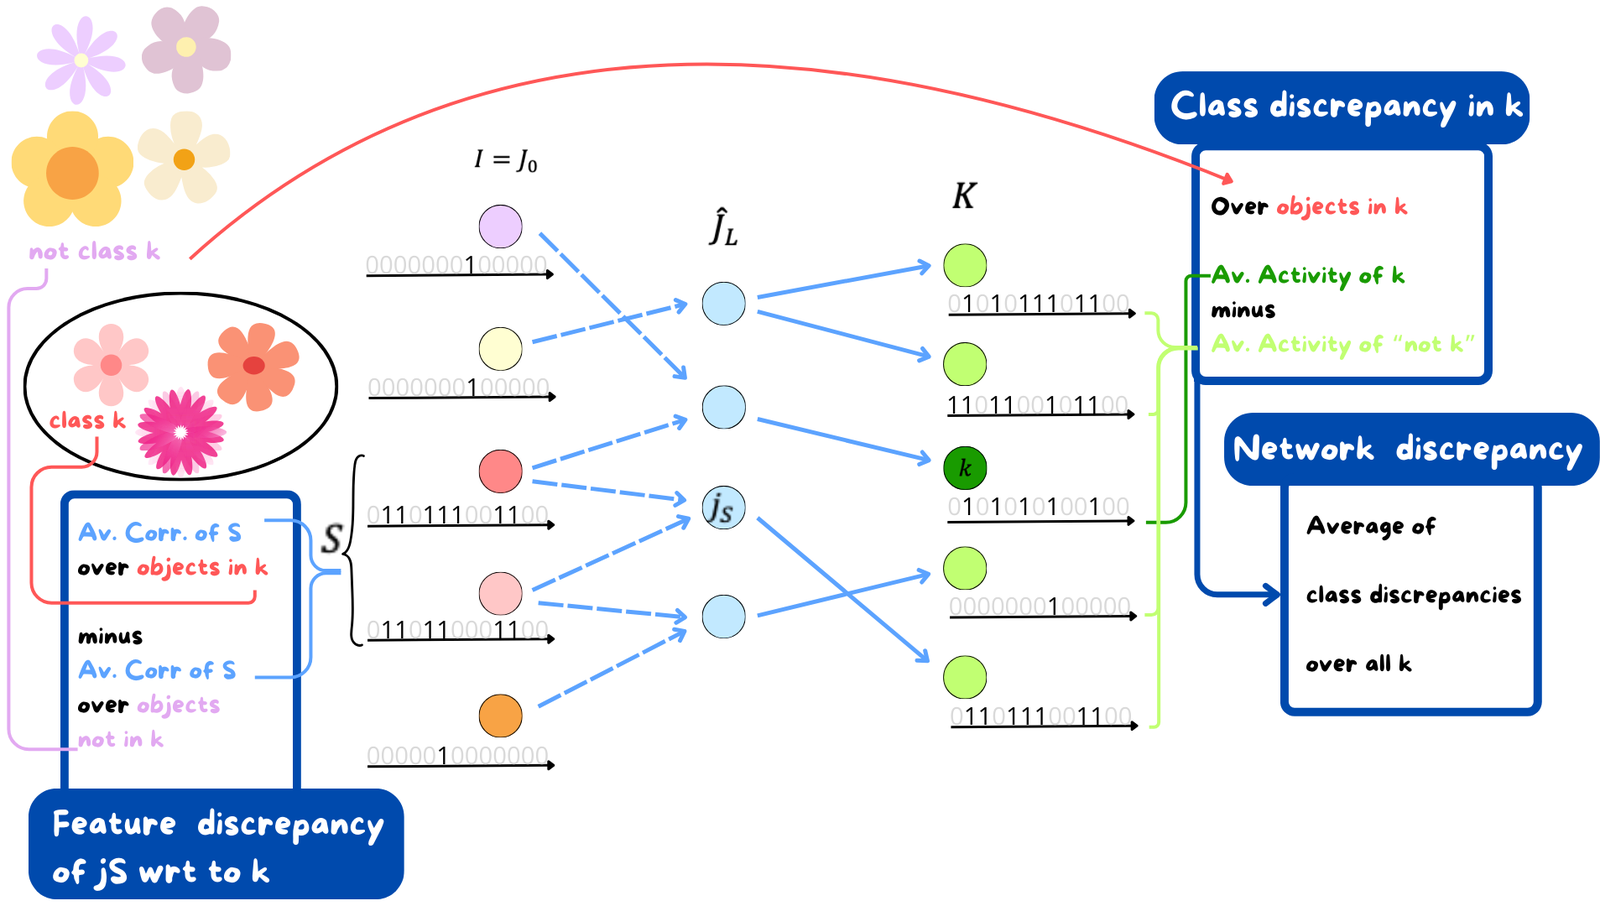 not class k
class k
Av. Corr. of S
over objects in k
minus
Av. Corr of S
over objects
not in k
Feature discrepancy
of jS wrt to k
S
I = J₀
0000000100000
0000000100000
0110111001100
0110110001100
0000010000000
Ĵ_L
j_S
K
0101011101100
1101100101100
k
0101010100100
0000000100000
0110111001100
Class discrepancy in k
Over objects in k
Av. Activity of k
minus
Av. Activity of “not k”
Network discrepancy
Average of
class discrepancies
over all k